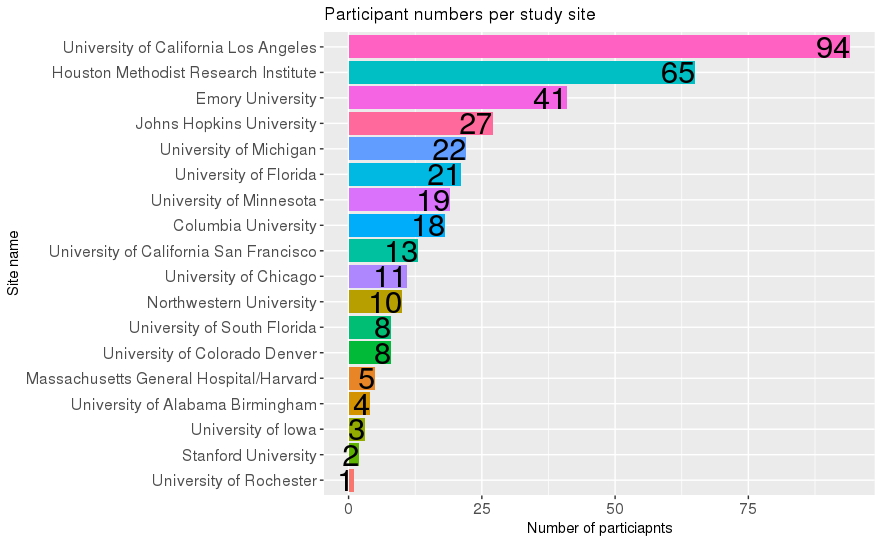 Participant numbers per study site
Site name
University of California Los Angeles 94
Houston Methodist Research Institute 65
Emory University 41
Johns Hopkins University 27
University of Michigan 22
University of Florida 21
University of Minnesota 19
Columbia University 18
University of California San Francisco 13
University of Chicago 11
Northwestern University 10
University of South Florida 8
University of Colorado Denver 8
Massachusetts General Hospital/Harvard 5
University of Alabama Birmingham 4
University of Iowa 3
Stanford University 2
University of Rochester 1
0 25 50 75
Number of particiapnts